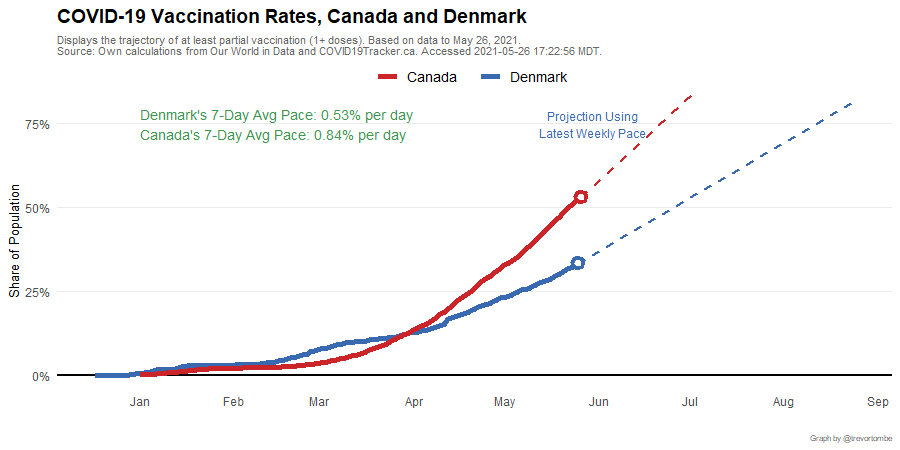 COVID-19 Vaccination Rates, Canada and Denmark
Displays the trajectory of at least partial vaccination (1+ doses). Based on data to May 26, 2021.
Source: Own calculations from Our World in Data and COVID19Tracker.ca. Accessed 2021-05-26 17:22:56 MDT.
Canada Denmark
Denmark's 7-Day Avg Pace: 0.53% per day
Canada's 7-Day Avg Pace: 0.84% per day
Projection Using
Latest Weekly Pace
Share of Population
75%
50%
25%
0%
Jan Feb Mar Apr May Jun Jul Aug Sep
Graph by @trevortombe